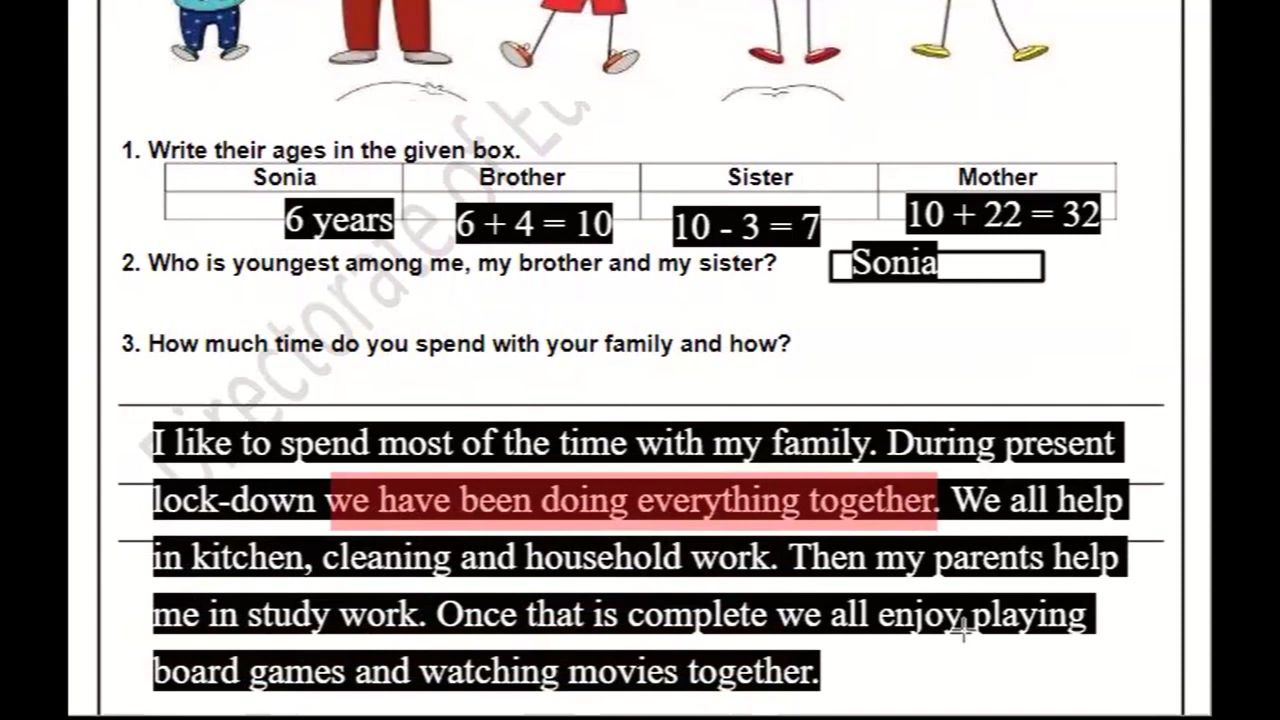 1. Write their ages in the given box.
Sonia Brother Sister Mother
6 years 6 + 4 = 10 10 - 3 = 7 10 + 22 = 32
2. Who is youngest among me, my brother and my sister? Sonia
3. How much time do you spend with your family and how?
I like to spend most of the time with my family. During present
lock-down we have been doing everything together. We all help
in kitchen, cleaning and household work. Then my parents help
me in study work. Once that is complete we all enjoy playing
board games and watching movies together.
Directorate of